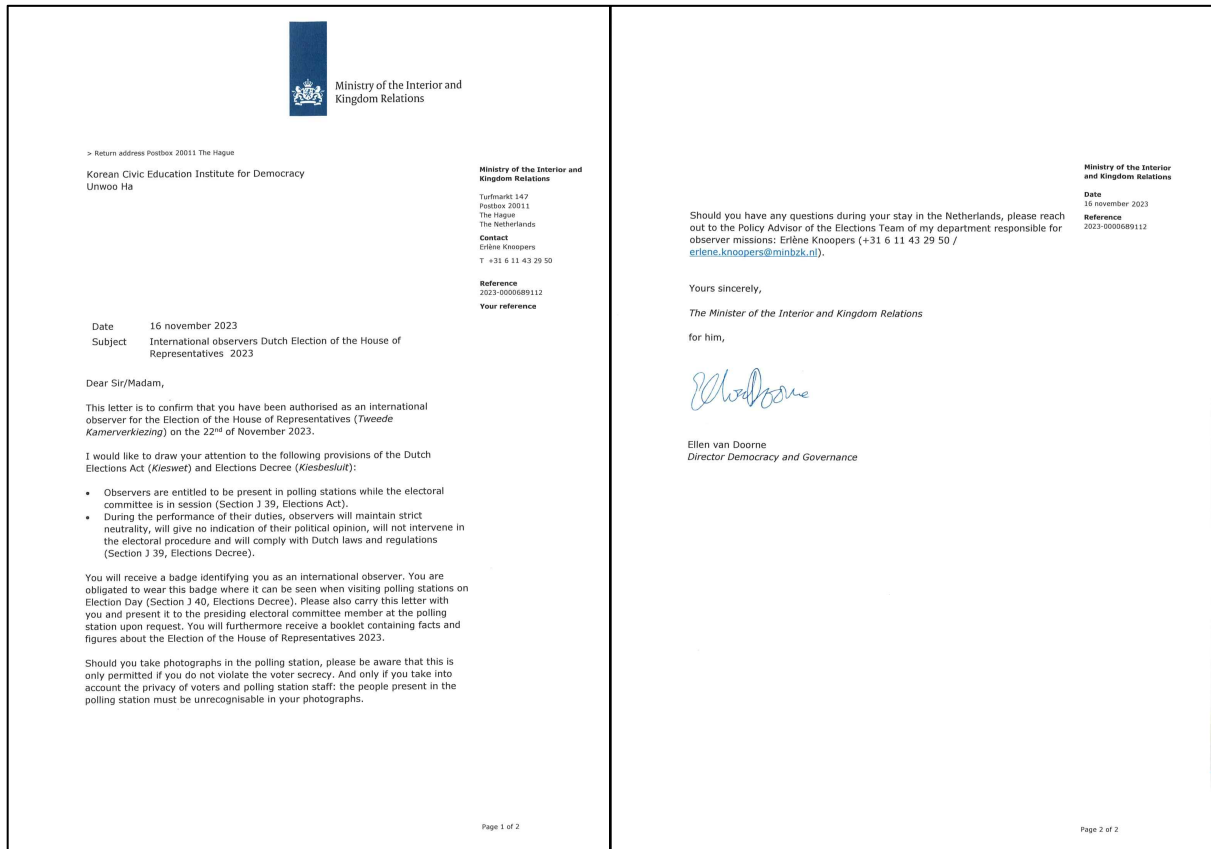 Ministry of the Interior and
Kingdom Relations
> Return address Postbox 20011 The Hague
Korean Civic Education Institute for Democracy
Unwoo Ha
Ministry of the Interior and
Kingdom Relations
Turfmarkt 147
Postbox 20011
The Hague
The Netherlands
Contact
Erlène Knoopers
T +31 6 11 43 29 50
Reference
2023-0000689112
Your reference
Date 16 november 2023
Subject International observers Dutch Election of the House of
Representatives 2023
Dear Sir/Madam,
This letter is to confirm that you have been authorised as an international
observer for the Election of the House of Representatives (Tweede
Kamerverkiezing) on the 22nd of November 2023.
I would like to draw your attention to the following provisions of the Dutch
Elections Act (Kieswet) and Elections Decree (Kiesbesluit):
• Observers are entitled to be present in polling stations while the electoral
committee is in session (Section J 39, Elections Act).
• During the performance of their duties, observers will maintain strict
neutrality, will give no indication of their political opinion, will not intervene in
the electoral procedure and will comply with Dutch laws and regulations
(Section J 39, Elections Decree).
You will receive a badge identifying you as an international observer. You are
obligated to wear this badge where it can be seen when visiting polling stations on
Election Day (Section J 40, Elections Decree). Please also carry this letter with
you and present it to the presiding electoral committee member at the polling
station upon request. You will furthermore receive a booklet containing facts and
figures about the Election of the House of Representatives 2023.
Should you take photographs in the polling station, please be aware that this is
only permitted if you do not violate the voter secrecy. And only if you take into
account the privacy of voters and polling station staff: the people present in the
polling station must be unrecognisable in your photographs.
Page 1 of 2
Ministry of the Interior
and Kingdom Relations
Date
16 november 2023
Reference
2023-0000689112
Should you have any questions during your stay in the Netherlands, please reach
out to the Policy Advisor of the Elections Team of my department responsible for
observer missions: Erlène Knoopers (+31 6 11 43 29 50 /
erlene.knoopers@minbzk.nl).
Yours sincerely,
The Minister of the Interior and Kingdom Relations
for him,
Ellen van Doorne
Director Democracy and Governance
Page 2 of 2